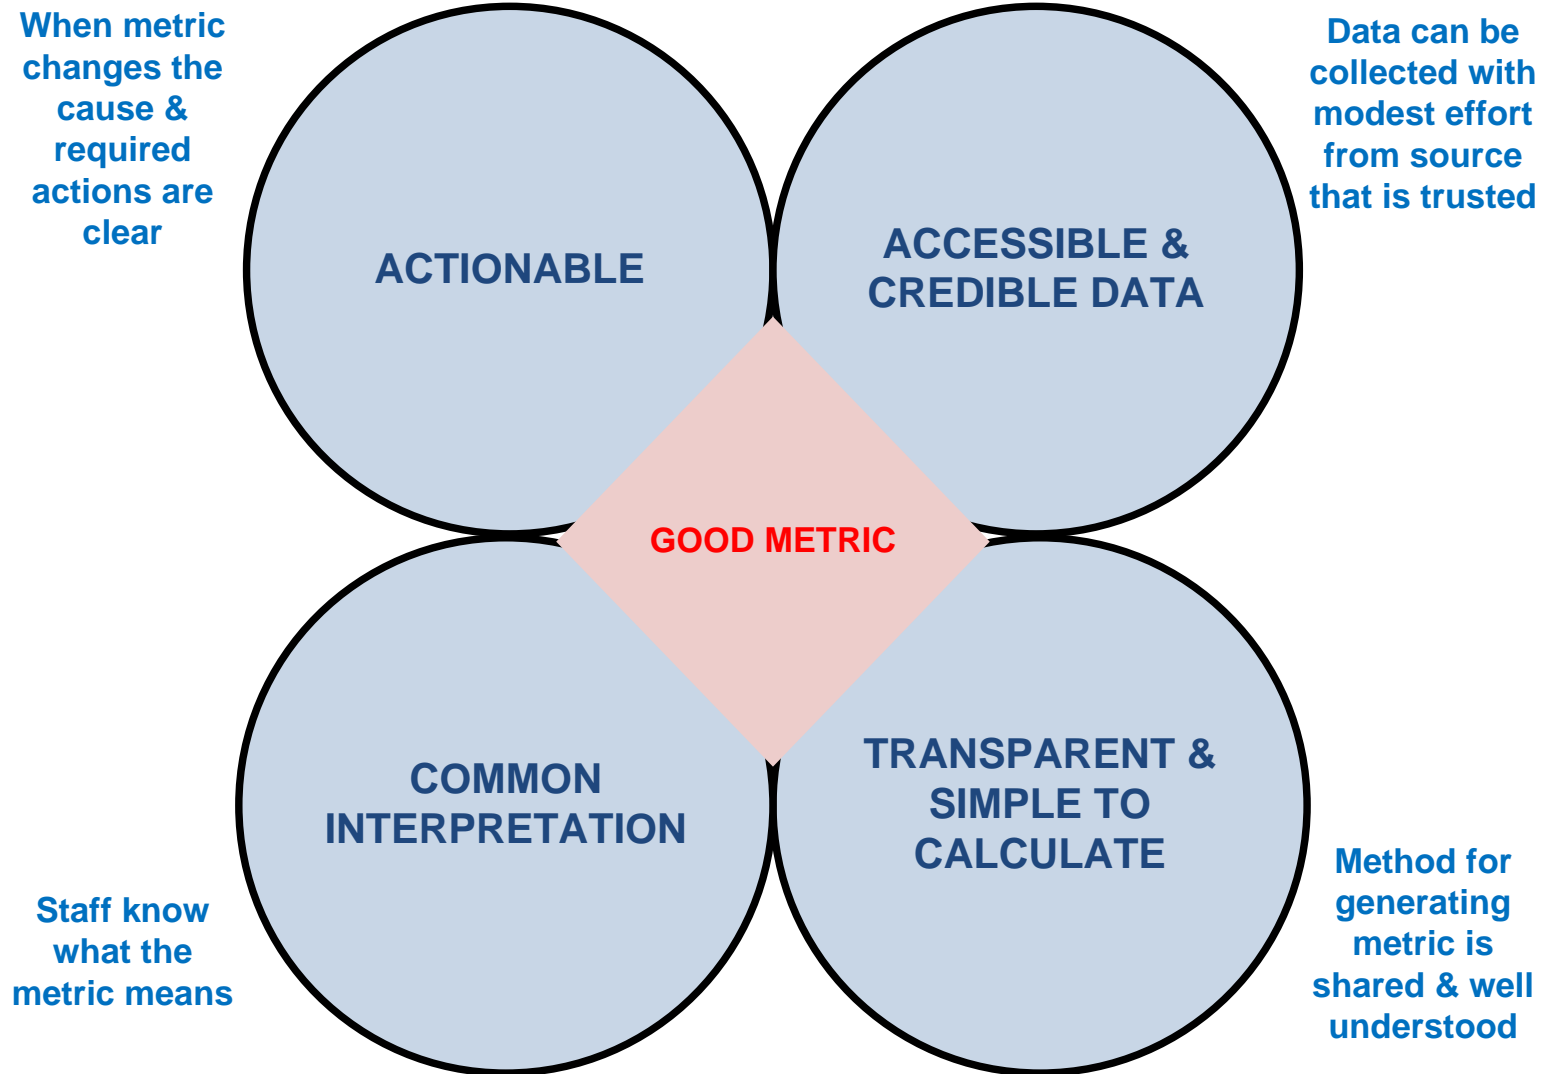 When metric
changes the
cause &
required
actions are
clear
ACTIONABLE
ACCESSIBLE &
CREDIBLE DATA
Data can be
collected with
modest effort
from source
that is trusted
GOOD METRIC
Staff know
what the
metric means
COMMON
INTERPRETATION
TRANSPARENT &
SIMPLE TO
CALCULATE
Method for
generating
metric is
shared & well
understood